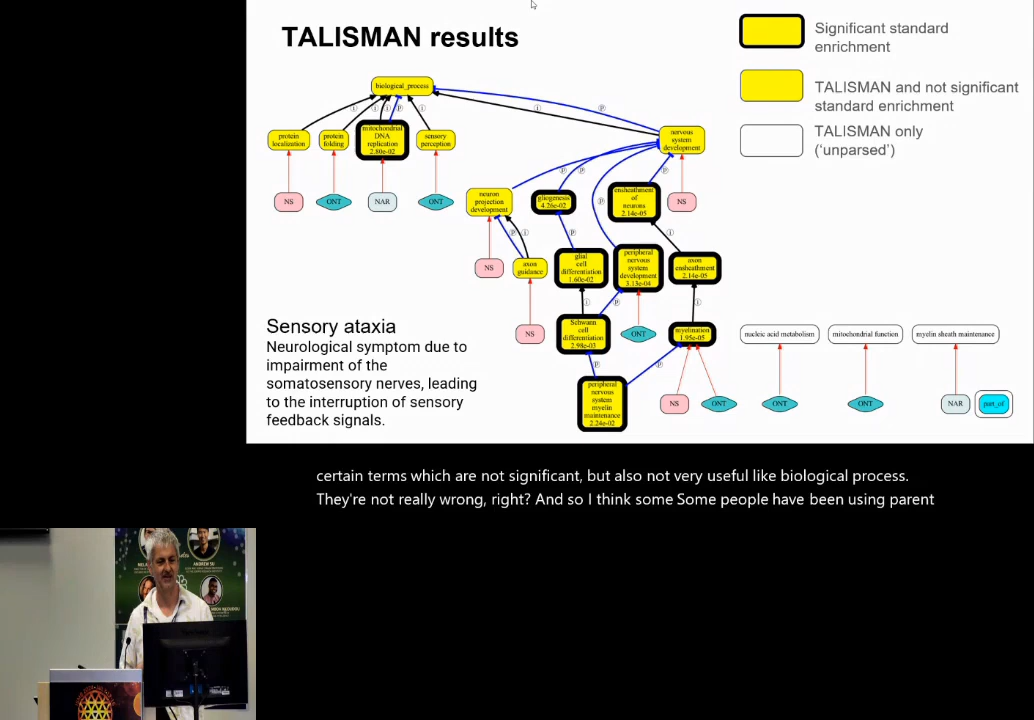 TALISMAN results
Significant standard
enrichment
TALISMAN and not significant
standard enrichment
TALISMAN only
('unparsed')
biological_process
protein
localization
protein
folding
mitochondrial
DNA
replication
2.80e-02
sensory
perception
nervous
system
development
NS
ONT
NAR
ONT
neuron
projection
development
gliogenesis
4.26e-02
ensheathment
of
neurons
2.14e-05
NS
NS
axon
guidance
glial
cell
differentiation
1.60e-02
peripheral
nervous
system
development
3.13e-04
axon
ensheathment
2.14e-05
NS
Schwann
cell
differentiation
2.98e-03
ONT
myelination
1.95e-05
nucleic acid metabolism
mitochondrial function
myelin sheath maintenance
peripheral
nervous
system
myelin
maintenance
2.24e-02
NS
ONT
ONT
ONT
NAR
part_of
Sensory ataxia
Neurological symptom due to
impairment of the
somatosensory nerves, leading
to the interruption of sensory
feedback signals.
certain terms which are not significant, but also not very useful like biological process.
They're not really wrong, right? And so I think some Some people have been using parent
ANDREW SU